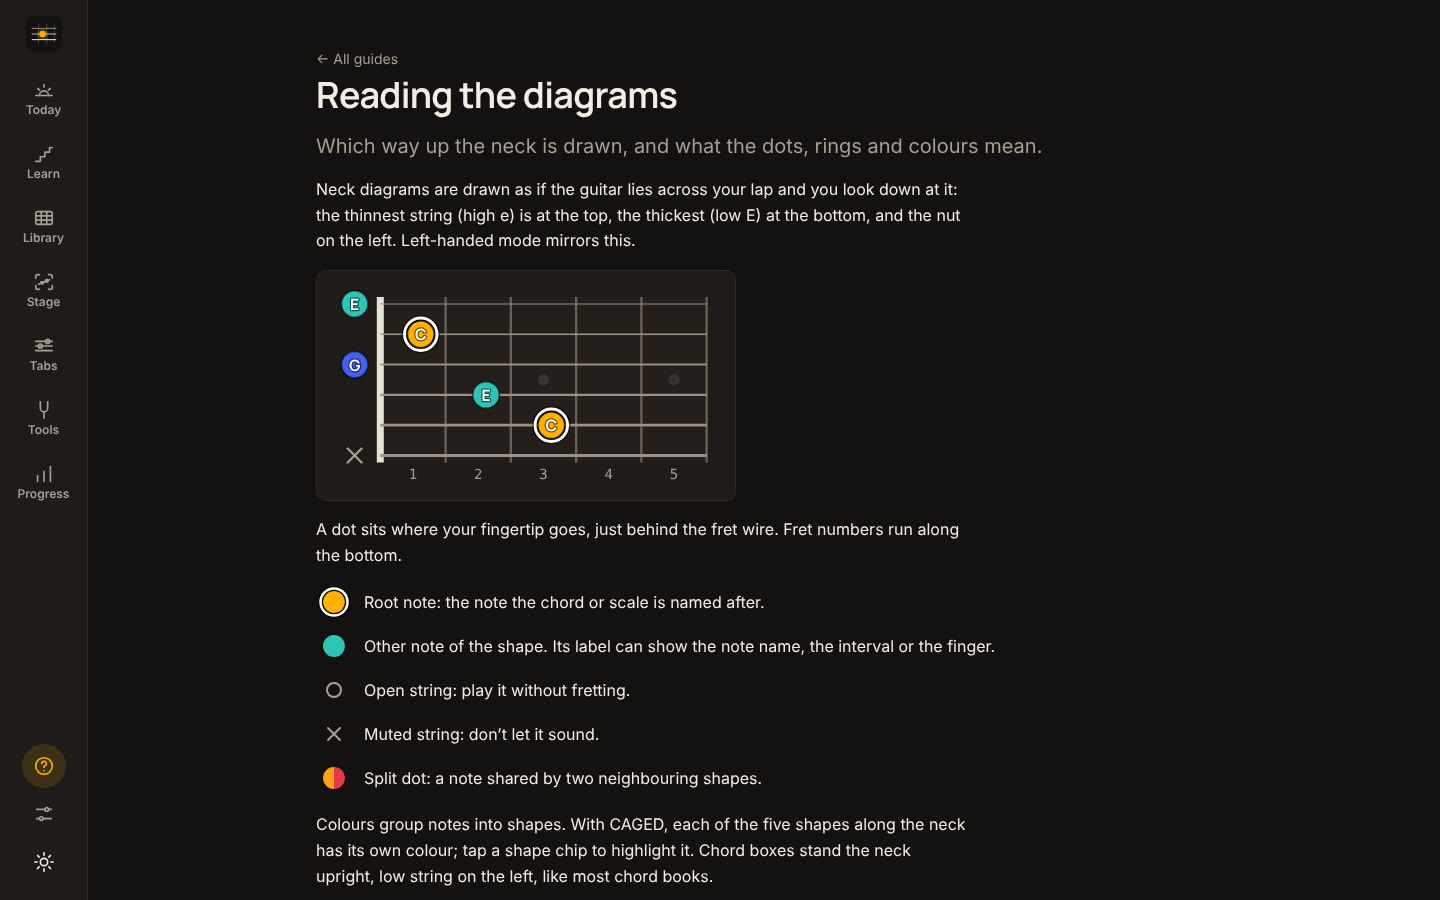 ← All guides
Reading the diagrams
Which way up the neck is drawn, and what the dots, rings and colours mean.
Neck diagrams are drawn as if the guitar lies across your lap and you look down at it:
the thinnest string (high e) is at the top, the thickest (low E) at the bottom, and the nut
on the left. Left-handed mode mirrors this.
E
C
G
E
C
1 2 3 4 5
A dot sits where your fingertip goes, just behind the fret wire. Fret numbers run along
the bottom.
Root note: the note the chord or scale is named after.
Other note of the shape. Its label can show the note name, the interval or the finger.
Open string: play it without fretting.
Muted string: don’t let it sound.
Split dot: a note shared by two neighbouring shapes.
Colours group notes into shapes. With CAGED, each of the five shapes along the neck
has its own colour; tap a shape chip to highlight it. Chord boxes stand the neck
upright, low string on the left, like most chord books.
Today
Learn
Library
Stage
Tabs
Tools
Progress